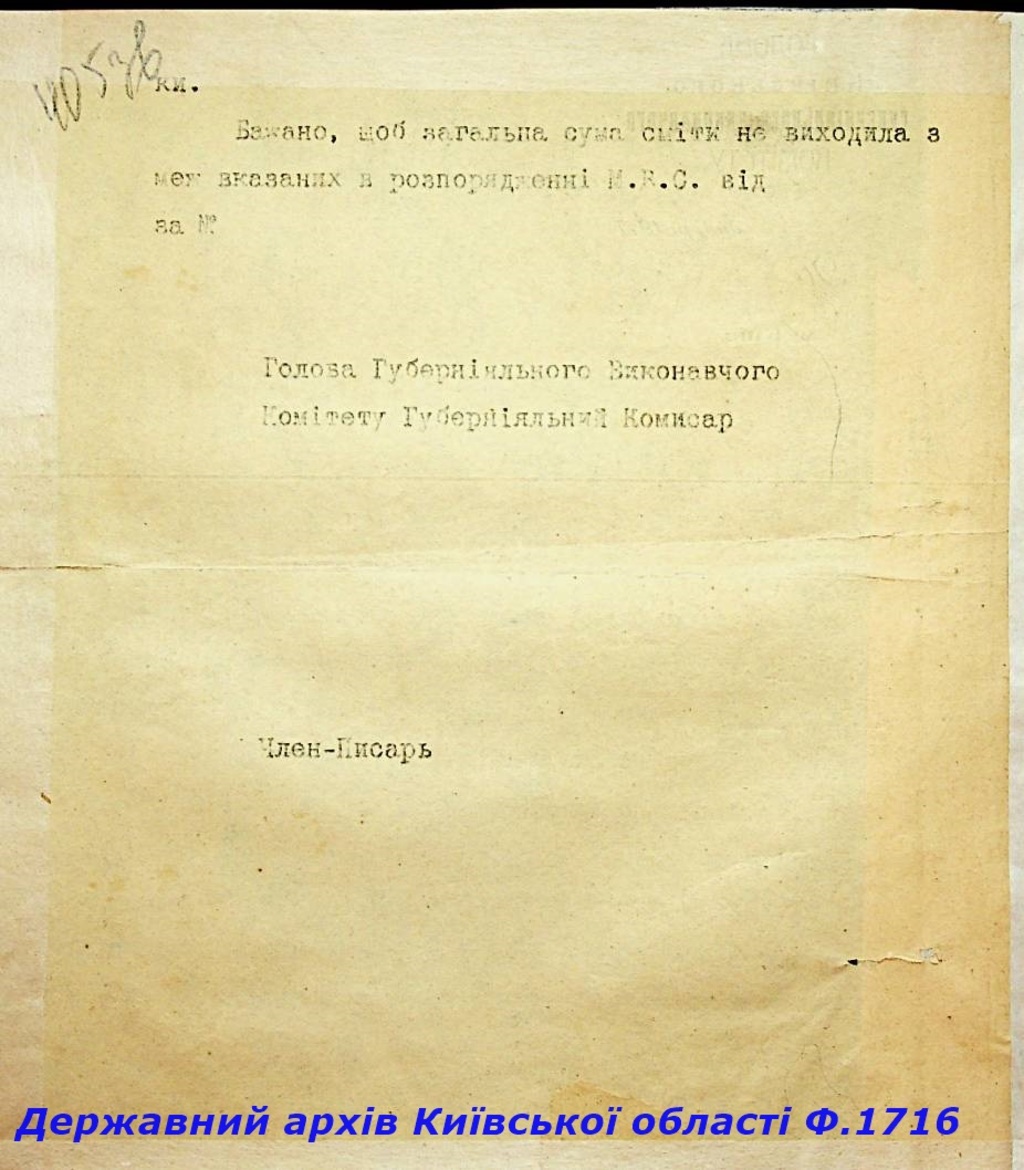 ки.
Бажано, щоб загальна сума сміти не виходила з
меж вказаних в розпорядженні М.В.С. від
за №
Голова Губерніяльного Виконавчого
Комітету Губерніяльний Комисар
Член-Писарь
Державний архів Київської області Ф.1716